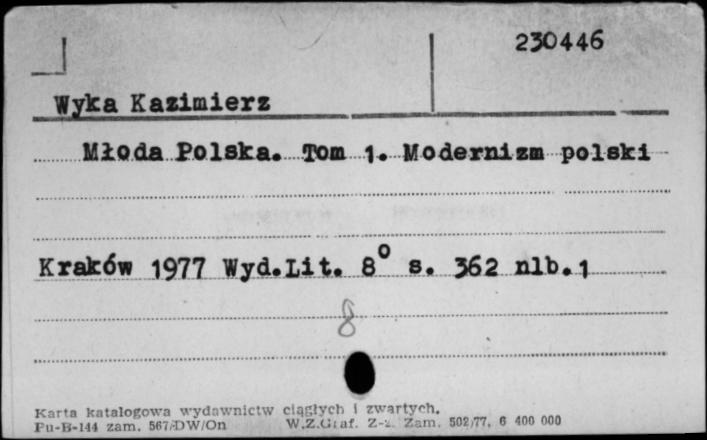 230446
Wyka Kazimierz
Młoda Polska. Tom 1. Modernizm polski
Kraków 1977 Wyd.Lit. 8° s. 362 nlb.1
8
Karta katalogowa wydawnictw ciągłych i zwartych.
Pu-B-144 zam. 567/DW/On W.Z.Graf. Z-z. Zam. 502/77. 6 400 000